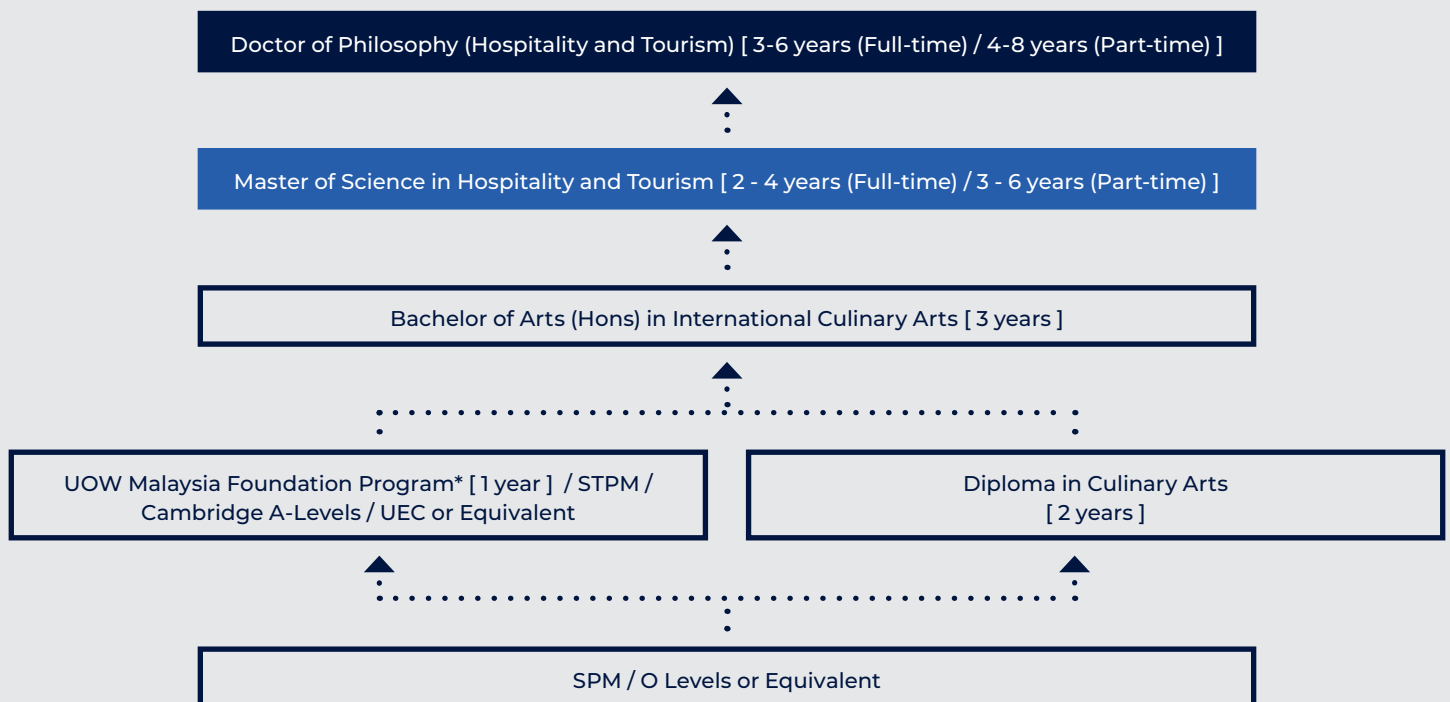 Doctor of Philosophy (Hospitality and Tourism) [ 3-6 years (Full-time) / 4-8 years (Part-time) ]
Master of Science in Hospitality and Tourism [ 2 - 4 years (Full-time) / 3 - 6 years (Part-time) ]
Bachelor of Arts (Hons) in International Culinary Arts [ 3 years ]
UOW Malaysia Foundation Program* [ 1 year ] / STPM /
Cambridge A-Levels / UEC or Equivalent
Diploma in Culinary Arts
[ 2 years ]
SPM / O Levels or Equivalent